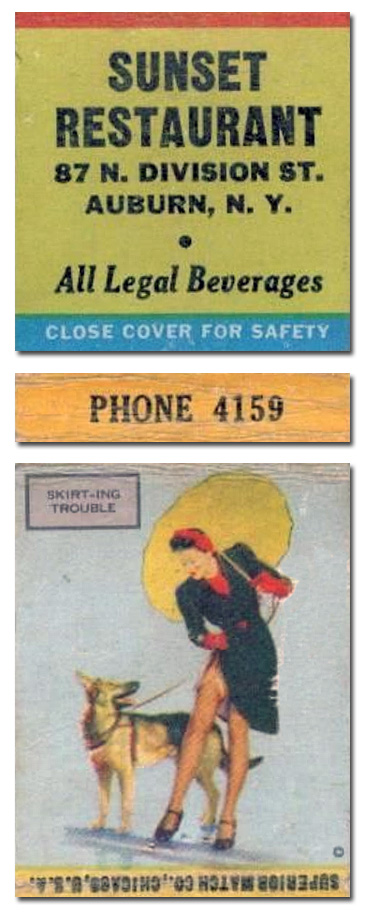 SUNSET
RESTAURANT
87 N. DIVISION ST.
AUBURN, N. Y.
•
All Legal Beverages
CLOSE COVER FOR SAFETY
PHONE 4159
SKIRT-ING
TROUBLE
©
SUPERIOR MATCH CO., CHICAGO, U.S.A.